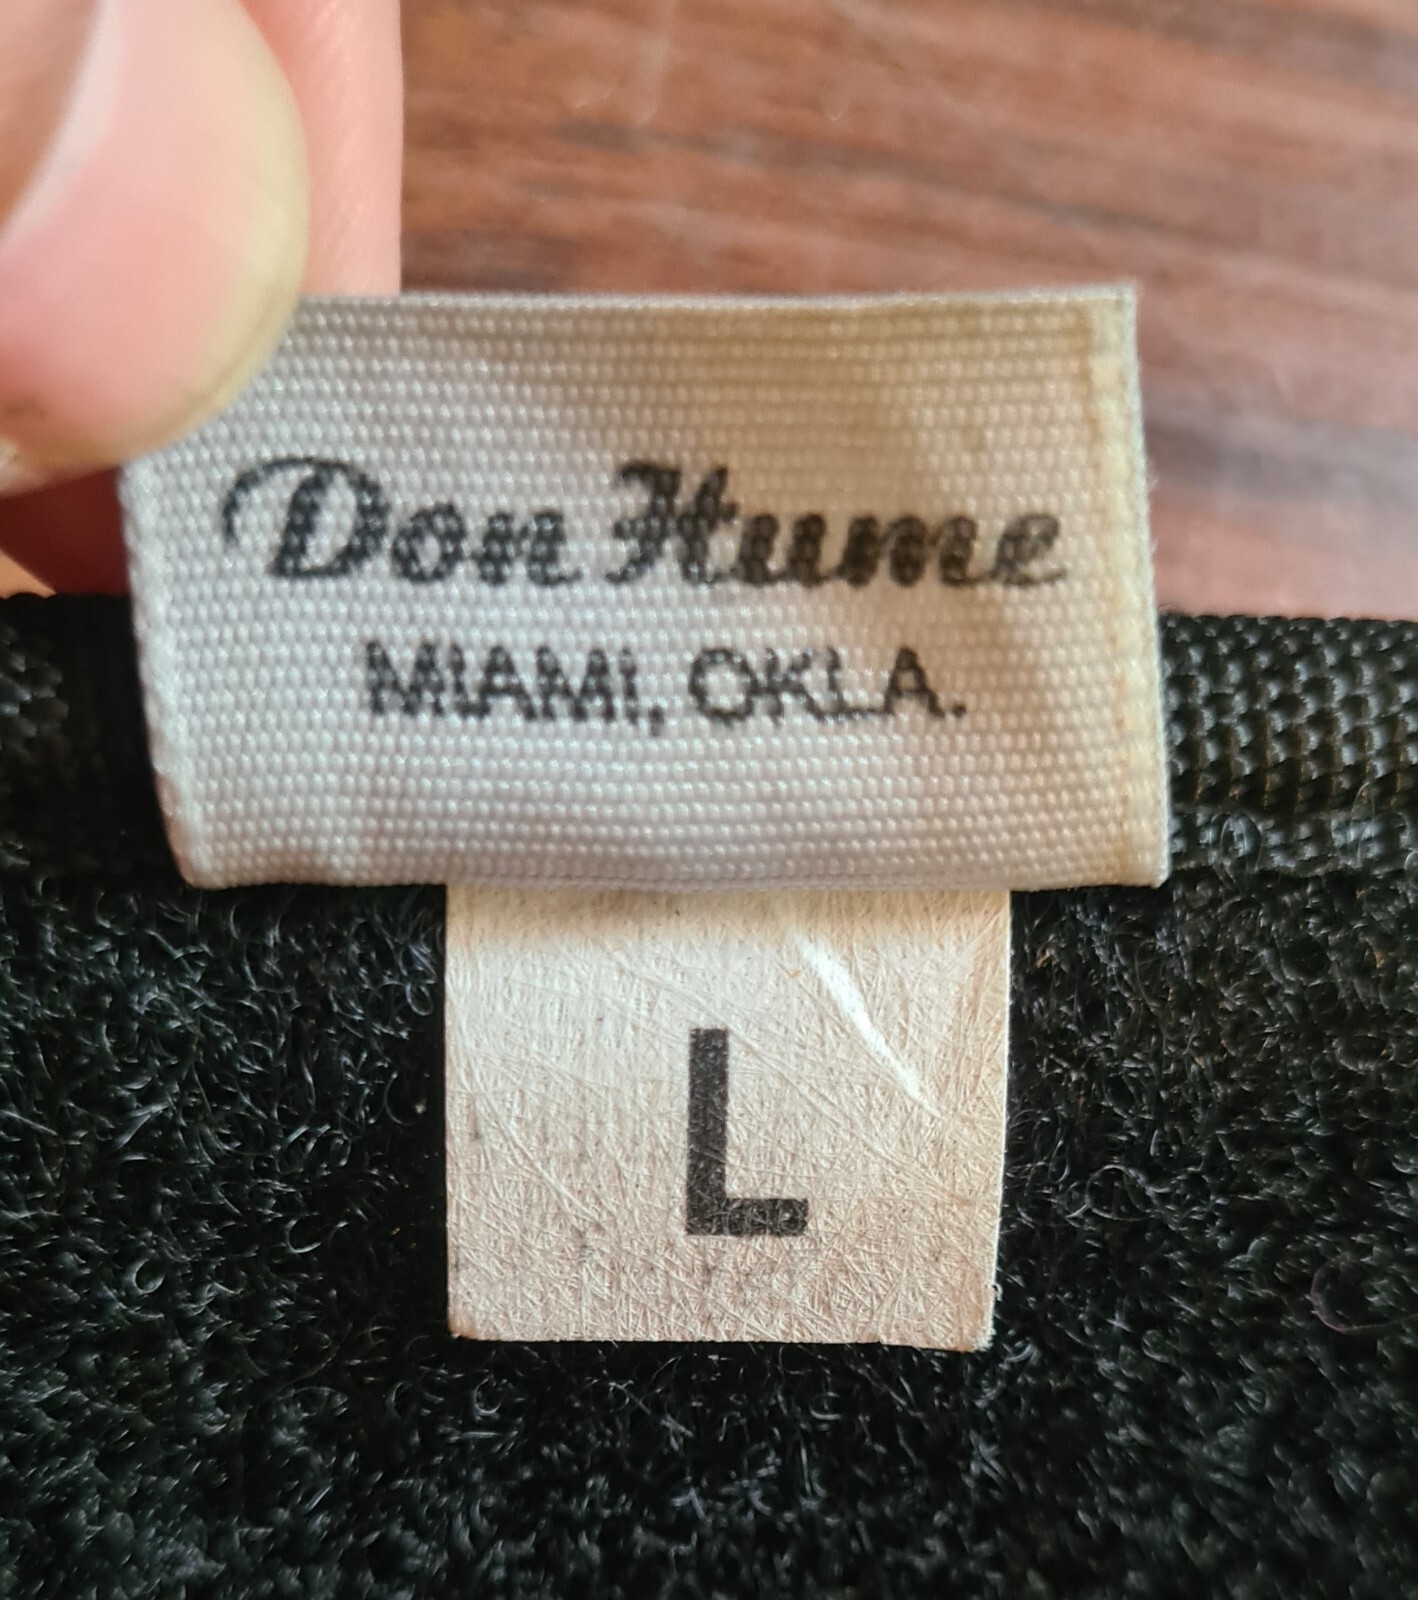 Don Hume
MIAMI, OKLA.
L